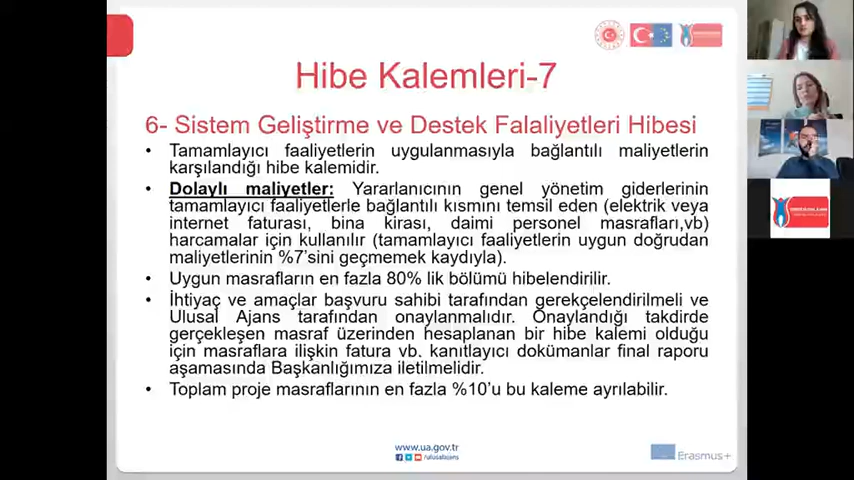 Hibe Kalemleri-7
6- Sistem Geliştirme ve Destek Falaliyetleri Hibesi
• Tamamlayıcı faaliyetlerin uygulanmasıyla bağlantılı maliyetlerin
karşılandığı hibe kalemidir.
• Dolaylı maliyetler: Yararlanıcının genel yönetim giderlerinin
tamamlayıcı faaliyetlerle bağlantılı kısmını temsil eden (elektrik veya
internet faturası, bina kirası, daimi personel masrafları,vb)
harcamalar için kullanılır (tamamlayıcı faaliyetlerin uygun doğrudan
maliyetlerinin %7'sini geçmemek kaydıyla).
• Uygun masrafların en fazla 80% lik bölümü hibelendirilir.
• İhtiyaç ve amaçlar başvuru sahibi tarafından gerekçelendirilmeli ve
Ulusal Ajans tarafından onaylanmalıdır. Onaylandığı takdirde
gerçekleşen masraf üzerinden hesaplanan bir hibe kalemi olduğu
için masraflara ilişkin fatura vb. kanıtlayıcı dokümanlar final raporu
aşamasında Başkanlığımıza iletilmelidir.
• Toplam proje masraflarının en fazla %10'u bu kaleme ayrılabilir.
www.ua.gov.tr
/ulusalajans
Erasmus+